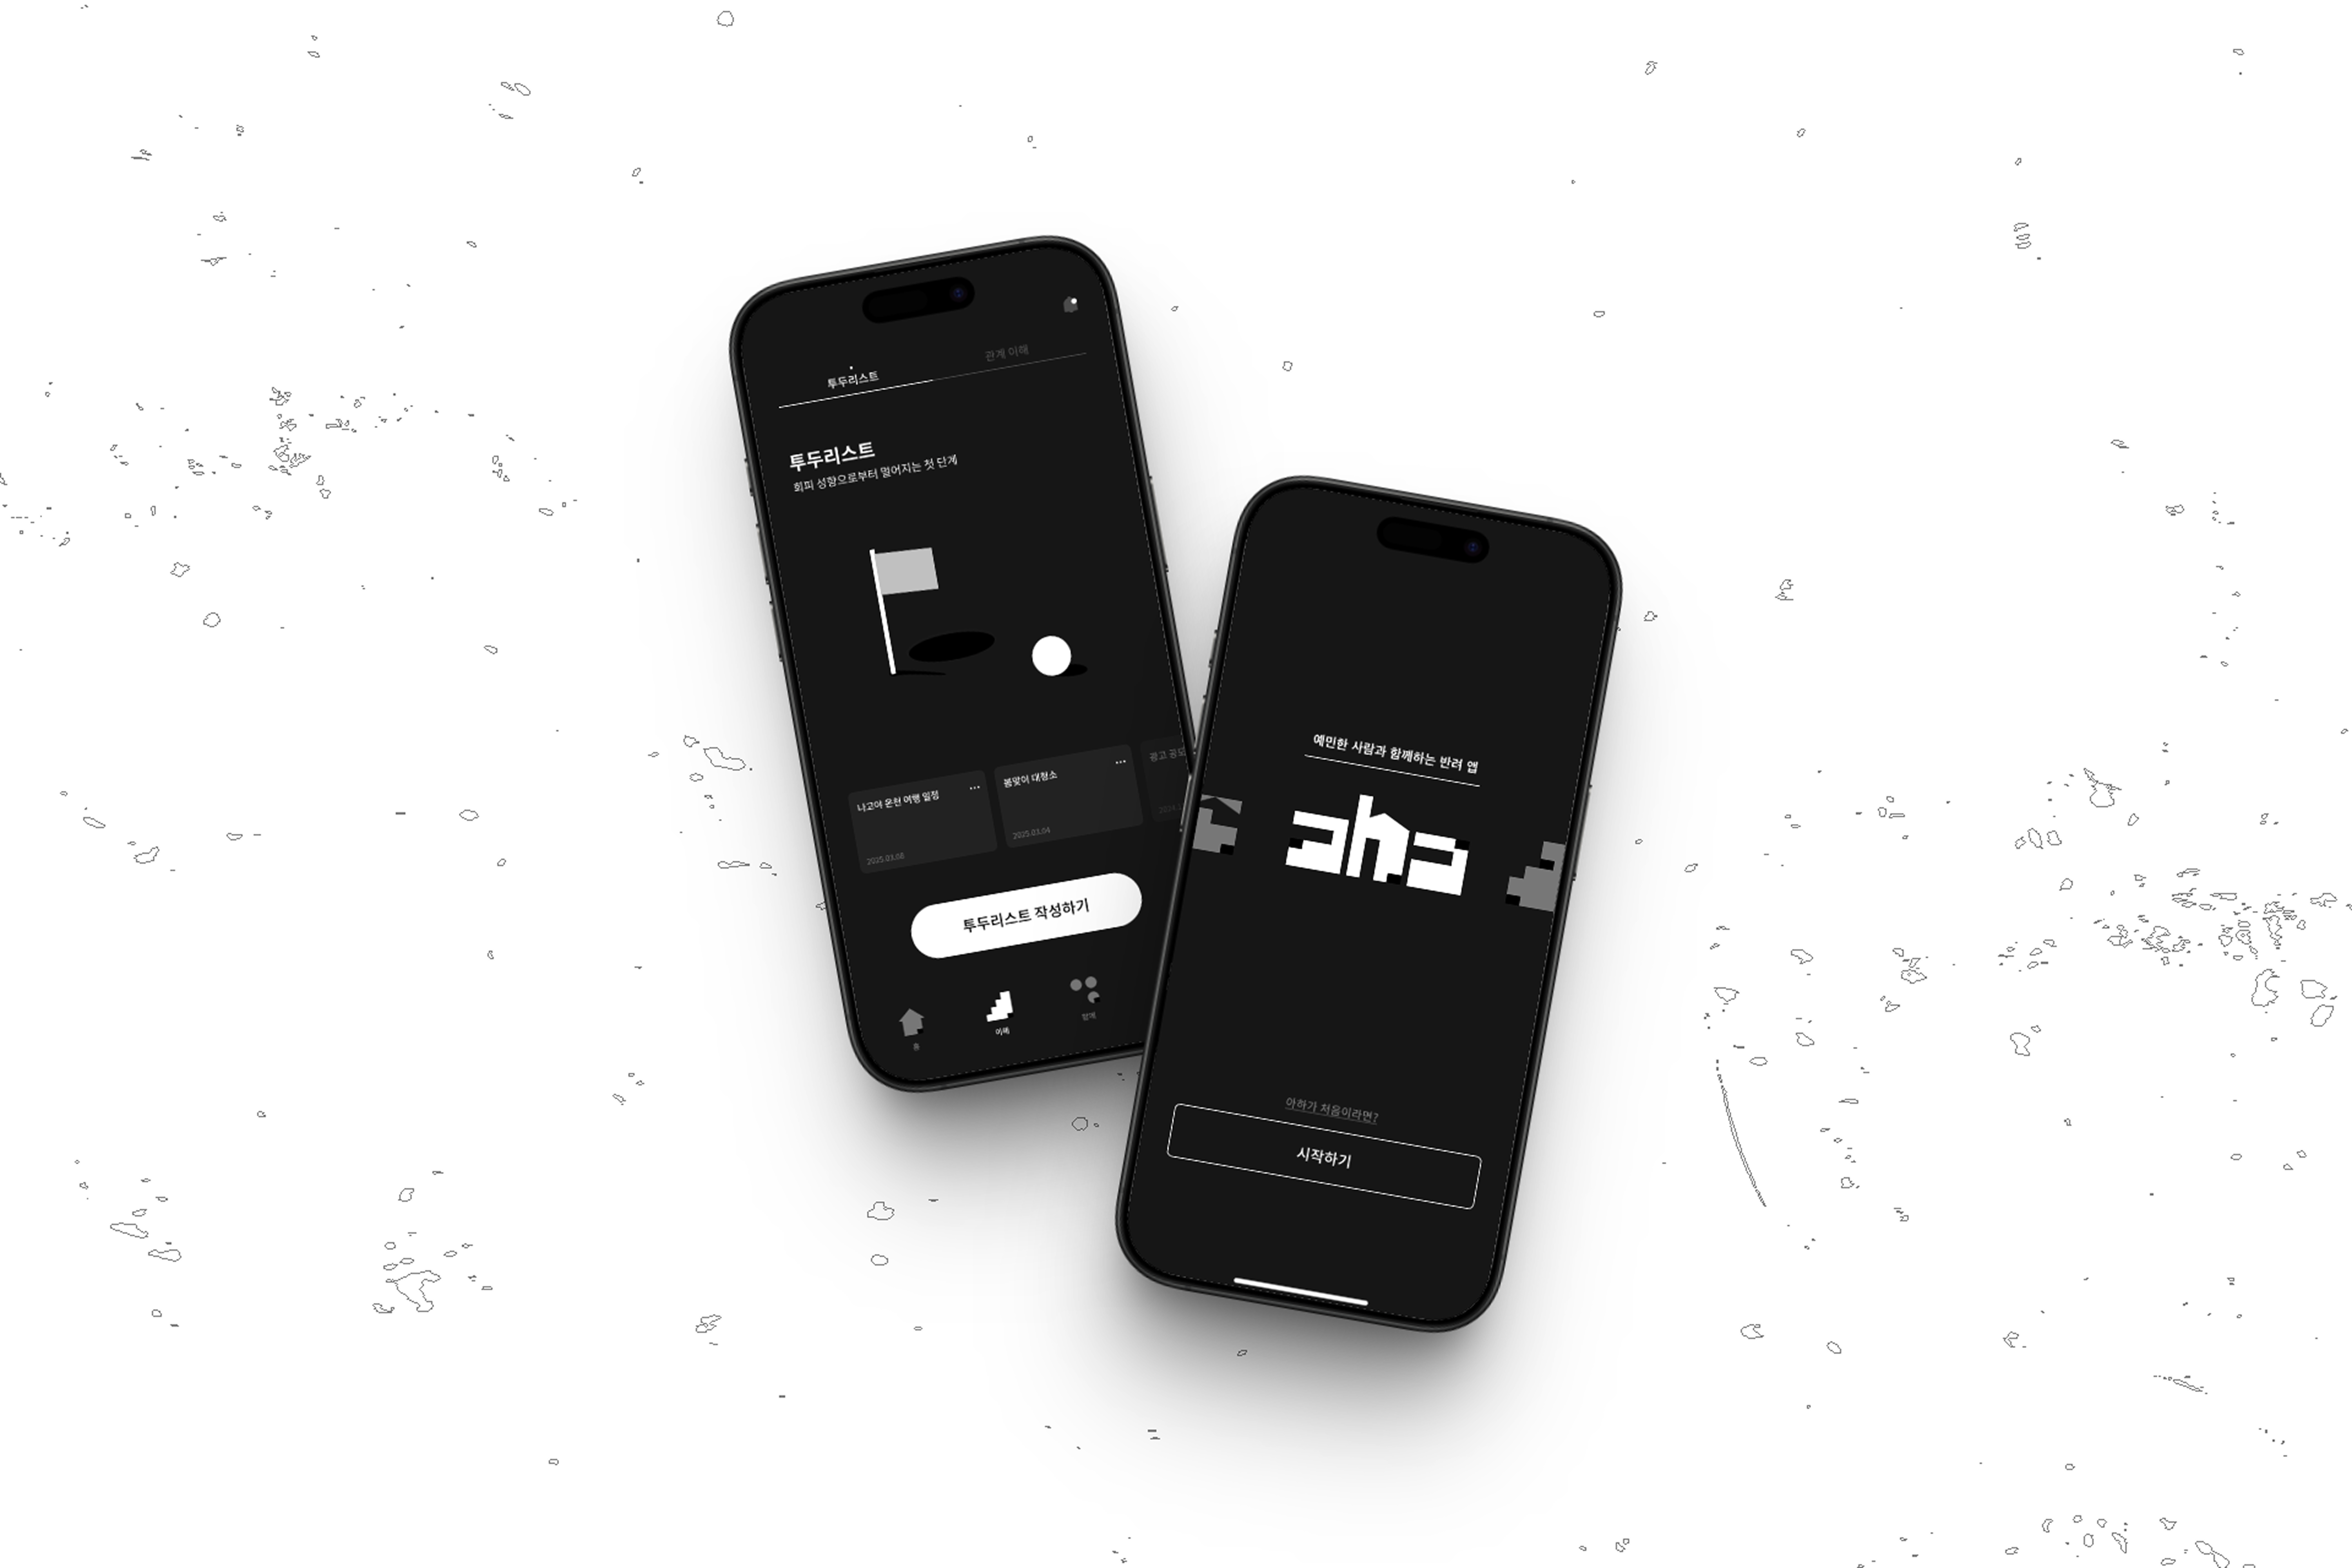 관계 이해
투두리스트
투두리스트
회피 성향으로부터 멀어지는 첫 단계
나고야 온천 여행 일정
2025.03.08
봄맞이 대청소
2025.03.04
광고 공모
투두리스트 작성하기
홈
이해
함께
예민한 사람과 함께하는 반려 앱
aha
아하가 처음이라면?
시작하기